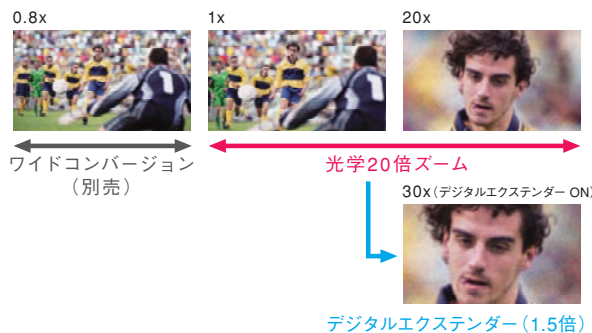 0.8x
1x
20x
ワイドコンバージョン
(別売)
光学20倍ズーム
30x(デジタルエクステンダー ON)
デジタルエクステンダー(1.5倍)
1
1